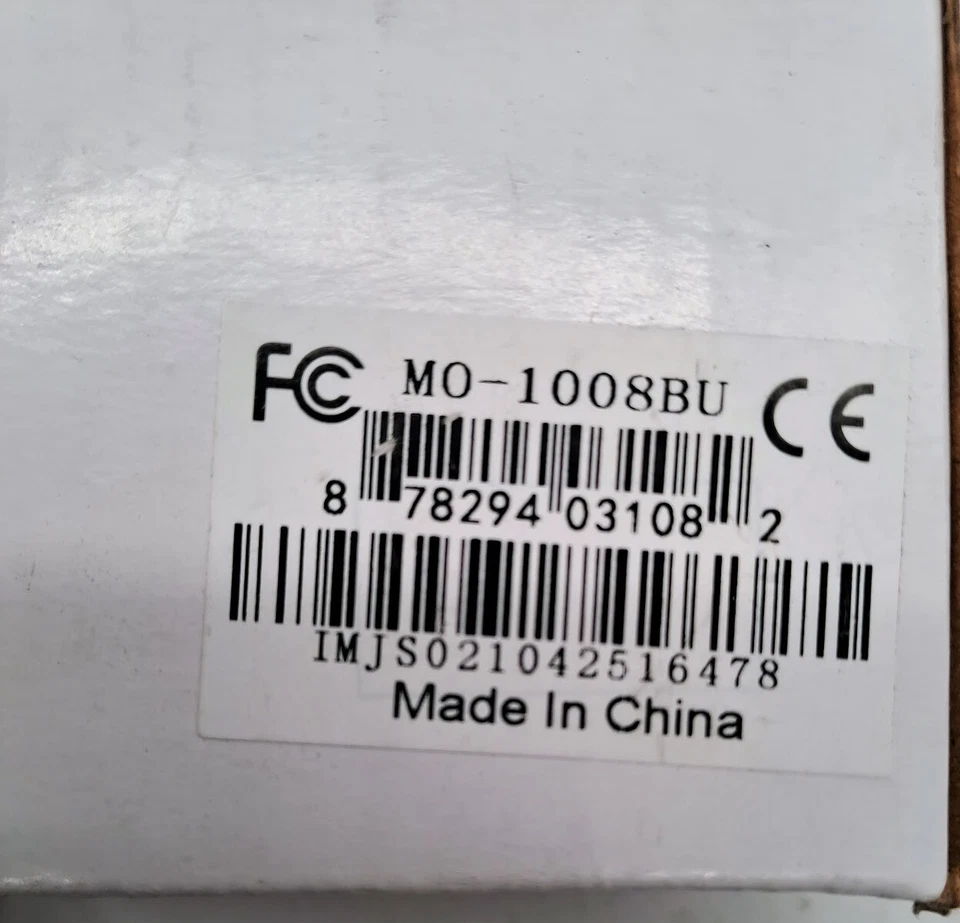 FC MO-1008BU CE
8 78294 03108 2
IMJS021042516478
Made In China